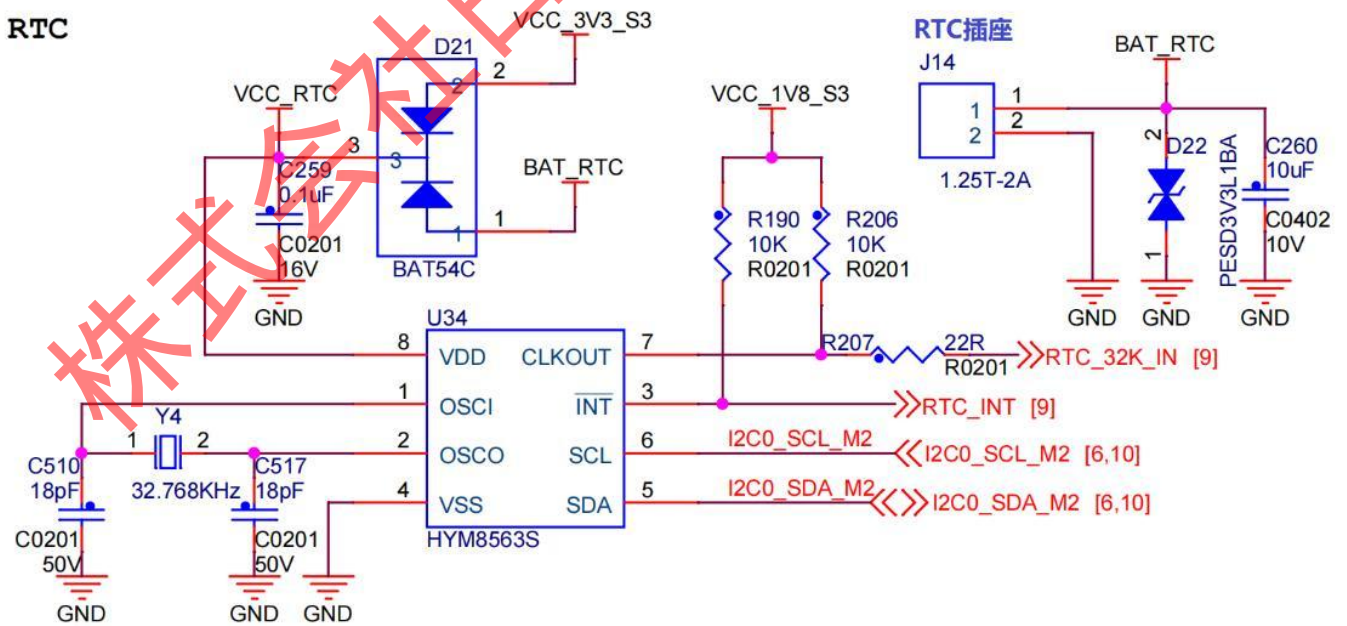 RTC
VCC_3V3_S3
D21
2
2
VCC_RTC
3
3
C259
0.1uF
C0201
16V
GND
BAT_RTC
1
1
BAT54C
VCC_1V8_S3
R190
10K
R0201
R206
10K
R0201
RTC插座
J14
1
1
2
2
1.25T-2A
BAT_RTC
2
D22
1
PESD3V3L1BA
C260
10uF
C0402
10V
GND
GND
GND
U34
8
VDD
CLKOUT
7
R207
22R
R0201
RTC_32K_IN [9]
1
OSCI
INT
3
RTC_INT [9]
2
OSCO
SCL
6
I2C0_SCL_M2
I2C0_SCL_M2 [6,10]
4
VSS
SDA
5
I2C0_SDA_M2
I2C0_SDA_M2 [6,10]
HYM8563S
Y4
1
2
32.768KHz
C510
18pF
C0201
50V
GND
C517
18pF
C0201
50V
GND
GND
株式会社